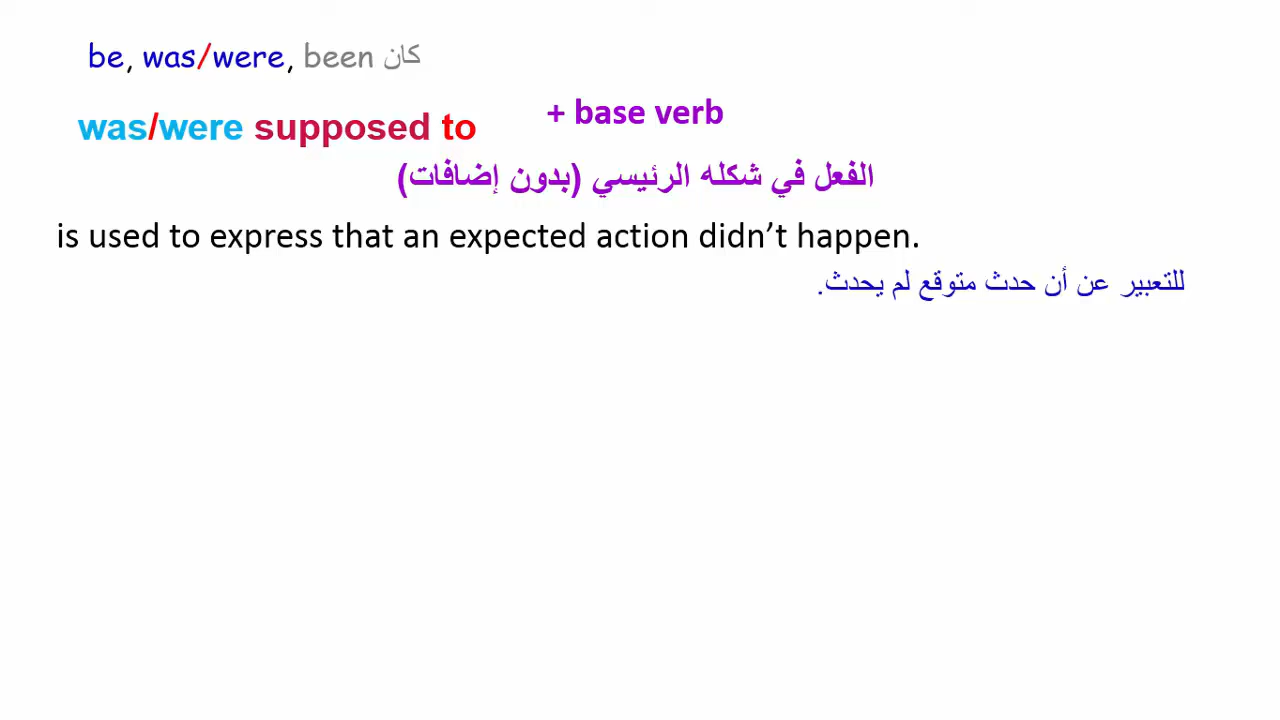 be, was/were, been كان
was/were supposed to + base verb
الفعل في شكله الرئيسي (بدون إضافات)
is used to express that an expected action didn’t happen.
للتعبير عن أن حدث متوقع لم يحدث.